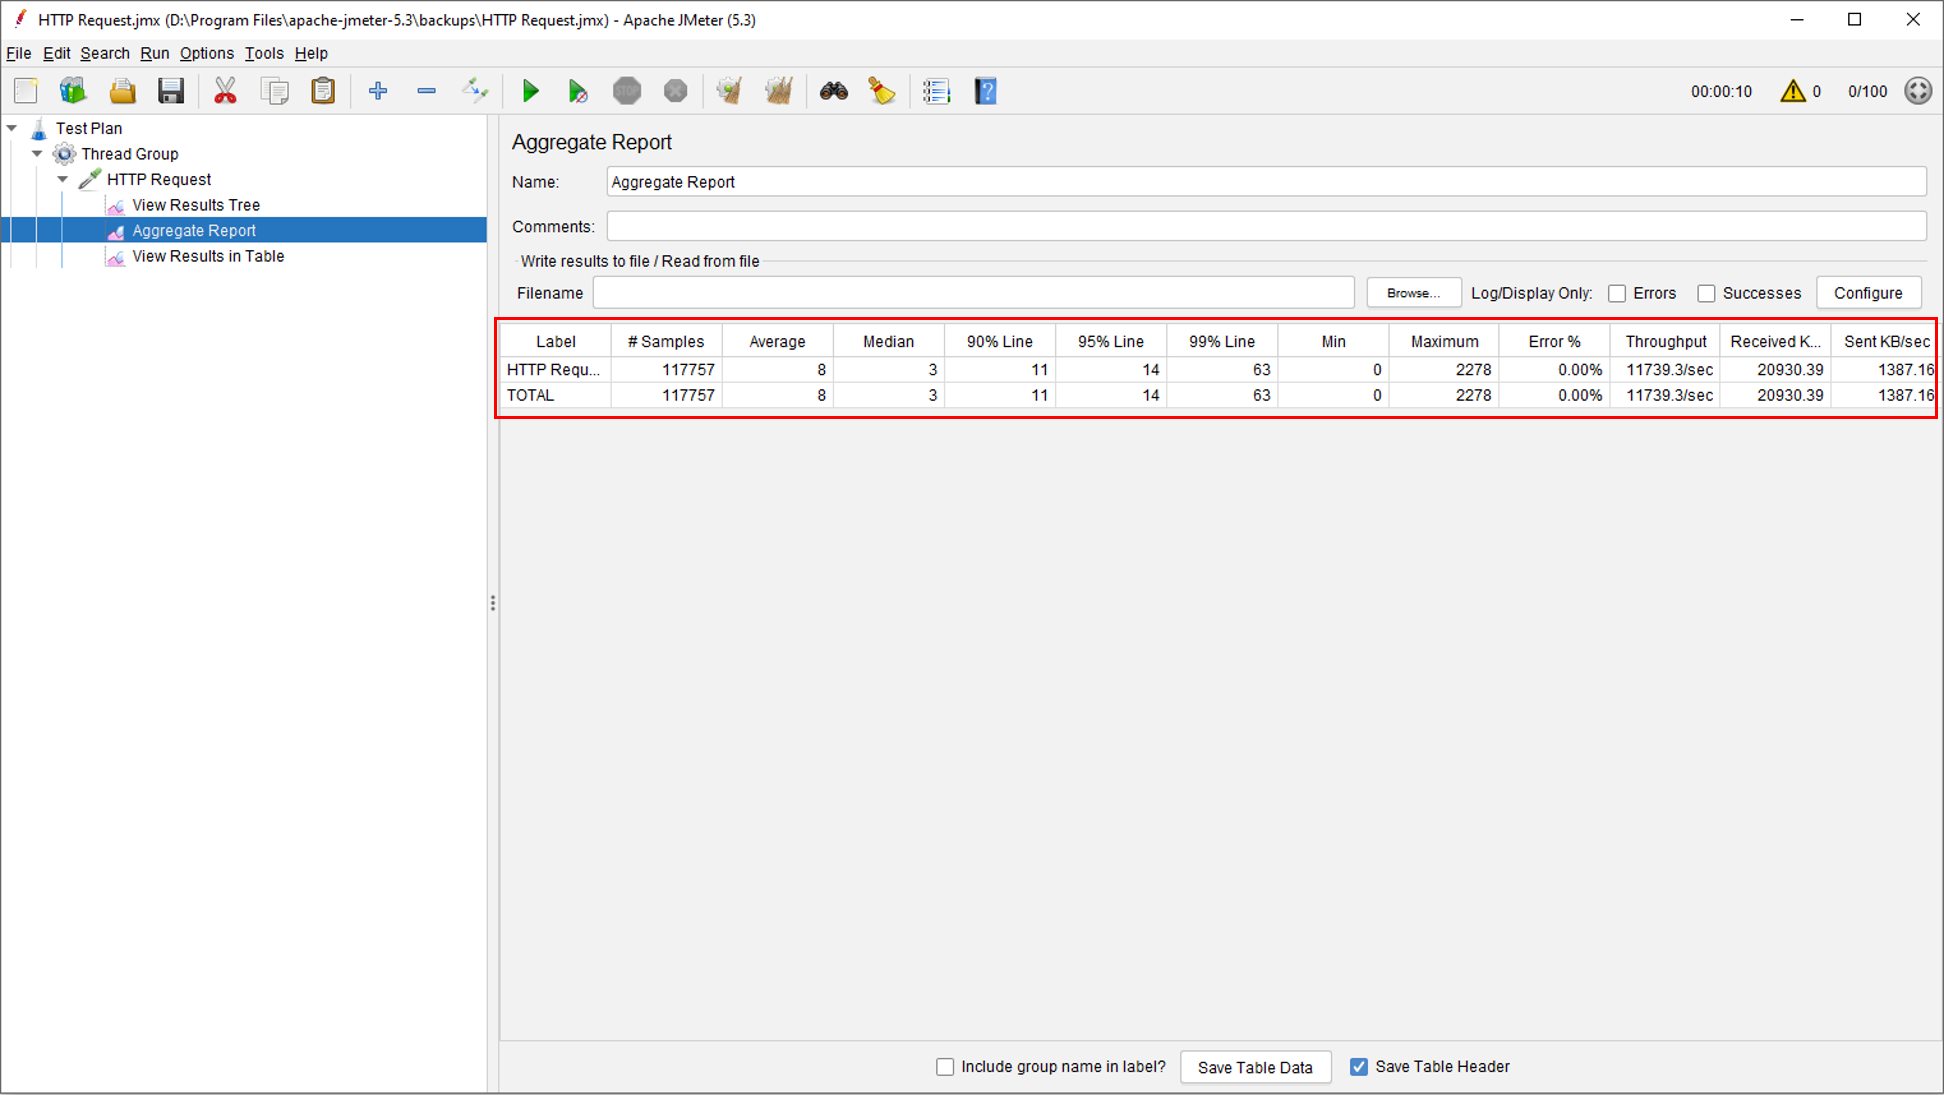 HTTP Request.jmx (D:\Program Files\apache-jmeter-5.3\backups\HTTP Request.jmx) - Apache JMeter (5.3)
File Edit Search Run Options Tools Help
STOP ? 00:00:10 0 0/100
Test Plan
Thread Group
HTTP Request
View Results Tree
Aggregate Report
View Results in Table
Aggregate Report
Name: Aggregate Report
Comments:
Write results to file / Read from file
Filename Browse... Log/Display Only: Errors Successes Configure
Label # Samples Average Median 90% Line 95% Line 99% Line Min Maximum Error % Throughput Received K... Sent KB/sec
HTTP Requ... 117757 8 3 11 14 63 0 2278 0.00% 11739.3/sec 20930.39 1387.16
TOTAL 117757 8 3 11 14 63 0 2278 0.00% 11739.3/sec 20930.39 1387.16
Include group name in label? Save Table Data Save Table Header